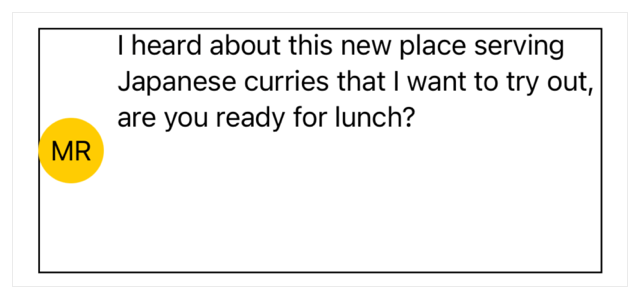 I heard about this new place serving
Japanese curries that I want to try out,
are you ready for lunch?
MR